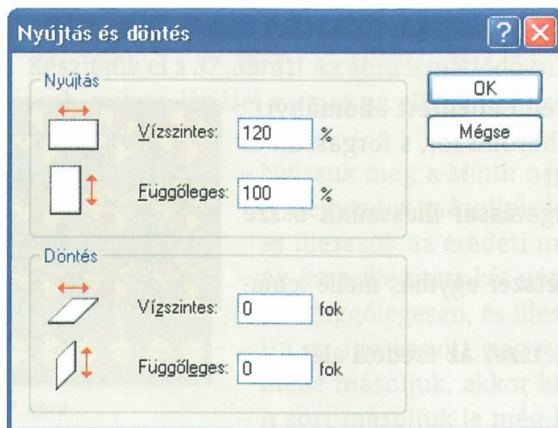 Nyújtás és döntés
Nyújtás
Vízszintes: 120 %
Függőleges: 100 %
OK
Mégse
Döntés
Vízszintes: 0 fok
Függőleges: 0 fok